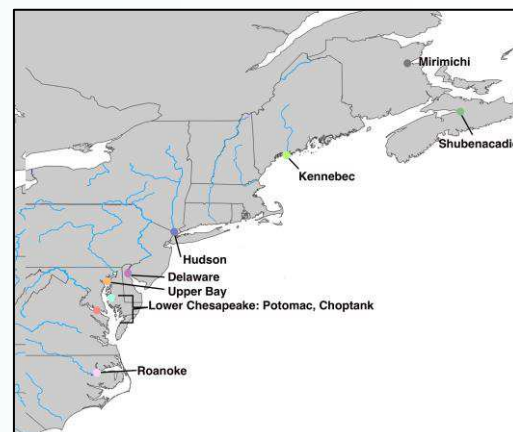 Mirimichi
Shubenacadie
Kennebec
Hudson
Delaware
Upper Bay
Lower Chesapeake: Potomac, Choptank
Roanoke